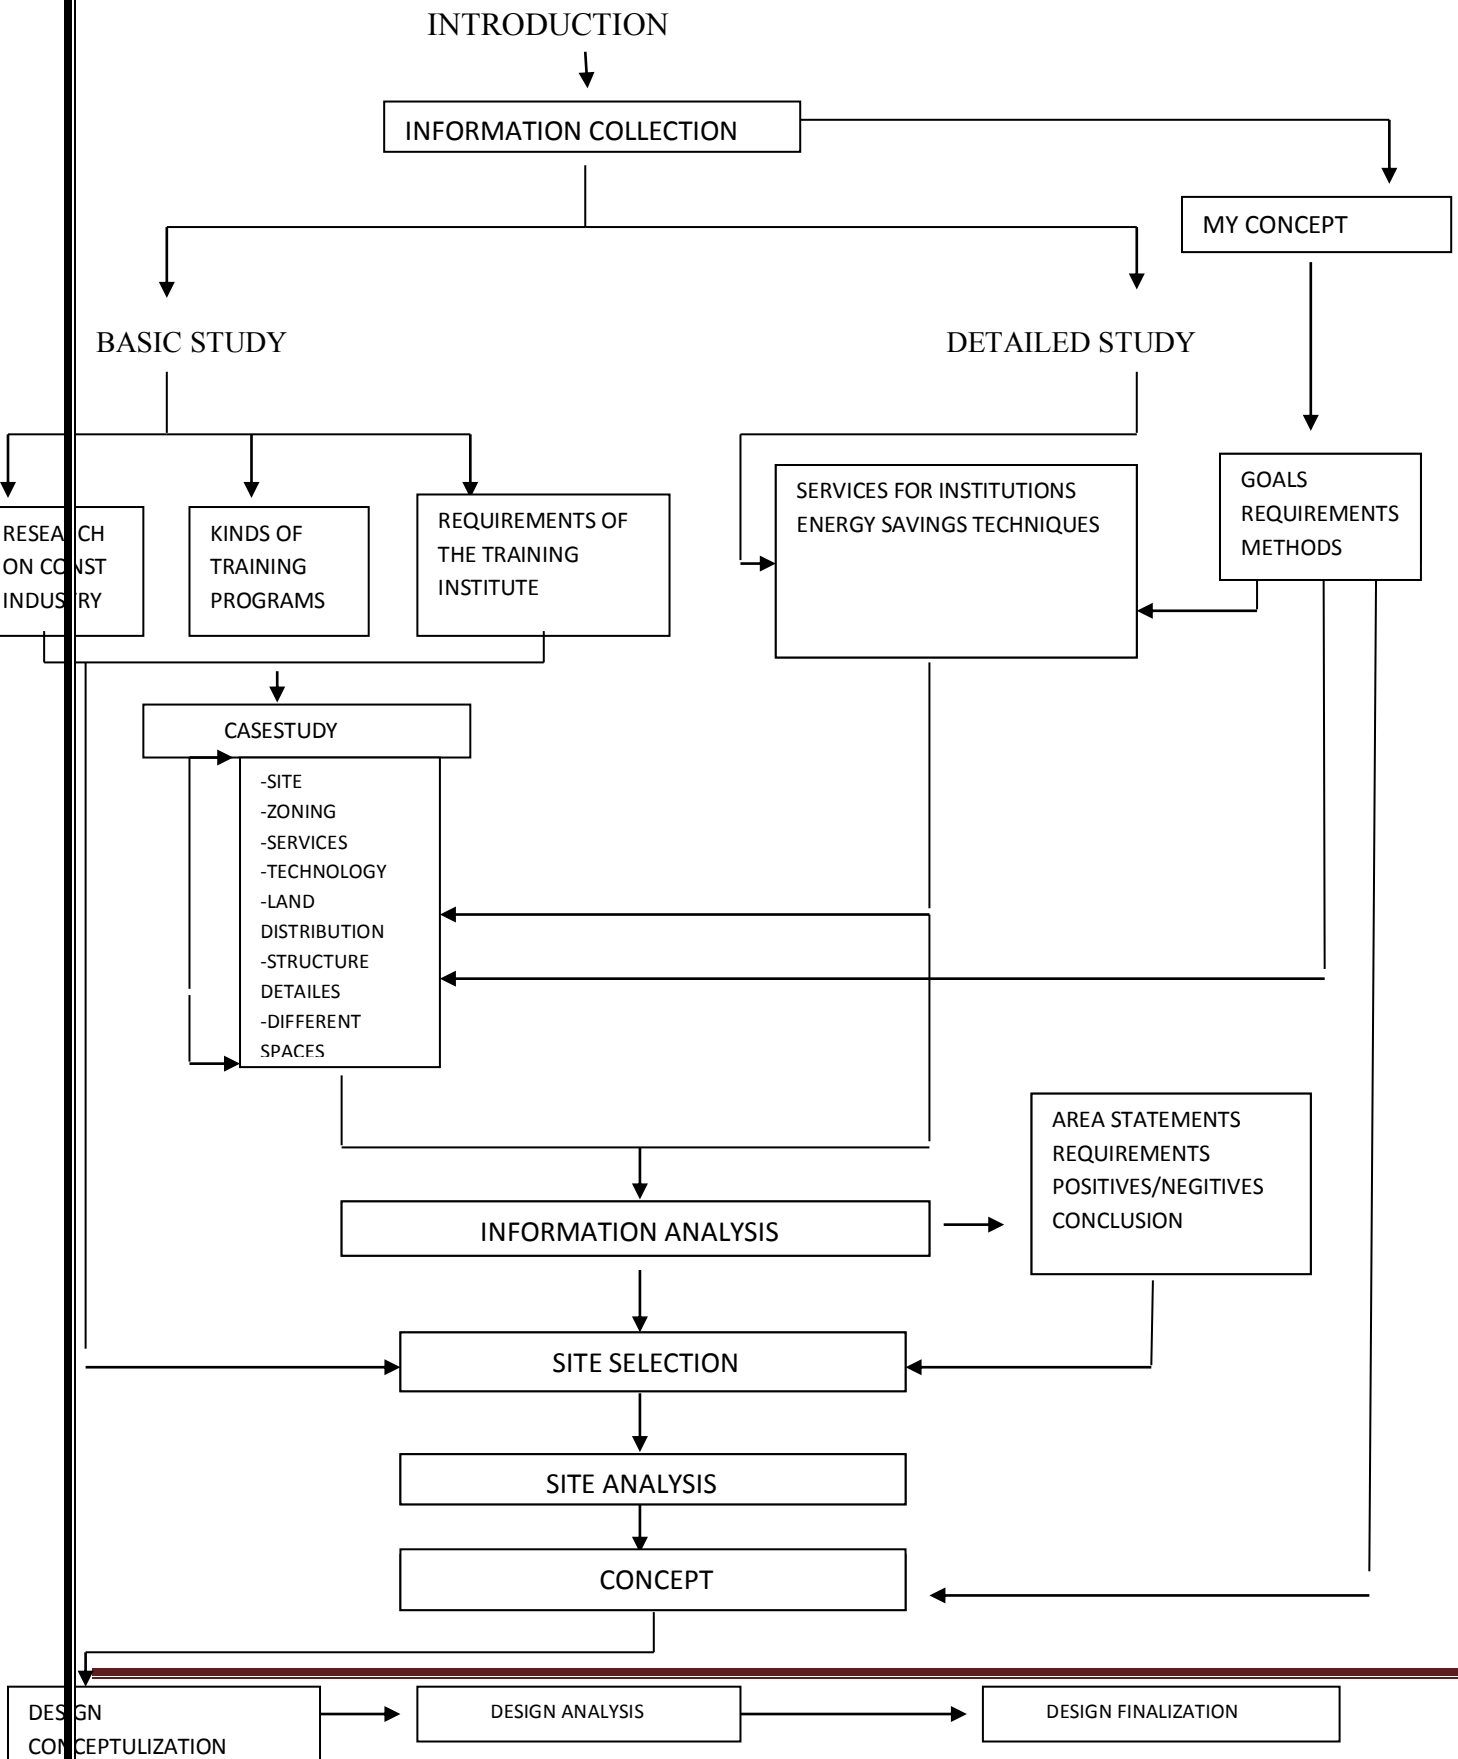 INTRODUCTION
INFORMATION COLLECTION
MY CONCEPT
BASIC STUDY
DETAILED STUDY
RESEARCH
ON CONST
INDUSTRY
KINDS OF
TRAINING
PROGRAMS
REQUIREMENTS OF
THE TRAINING
INSTITUTE
SERVICES FOR INSTITUTIONS
ENERGY SAVINGS TECHNIQUES
GOALS
REQUIREMENTS
METHODS
CASESTUDY
-SITE
-ZONING
-SERVICES
-TECHNOLOGY
-LAND
DISTRIBUTION
-STRUCTURE
DETAILES
-DIFFERENT
SPACES
AREA STATEMENTS
REQUIREMENTS
POSITIVES/NEGITIVES
CONCLUSION
INFORMATION ANALYSIS
SITE SELECTION
SITE ANALYSIS
CONCEPT
DESIGN
CONCEPTULIZATION
DESIGN ANALYSIS
DESIGN FINALIZATION